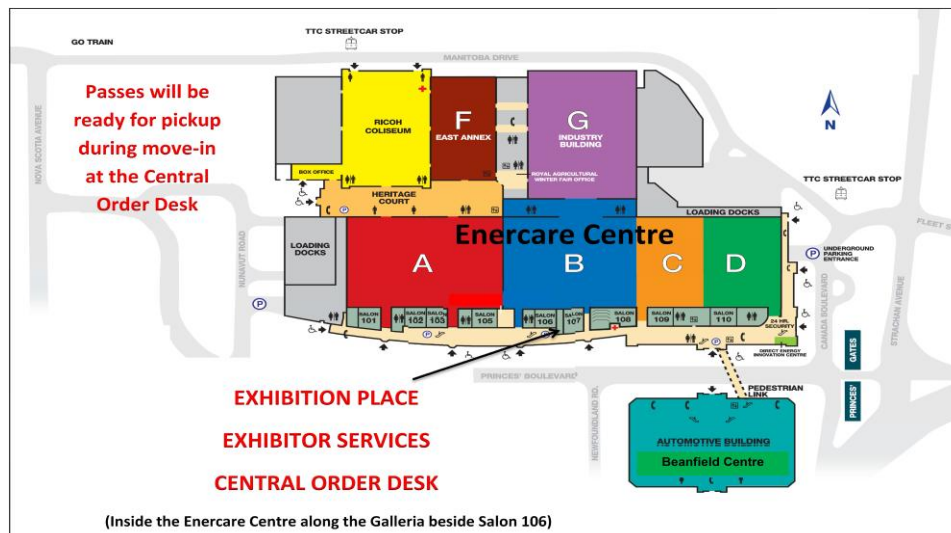 TTC STREETCAR STOP
GO TRAIN
MANITOBA DRIVE
Passes will be
ready for pickup
during move-in
at the Central
Order Desk
NOVA SCOTIA AVENUE
RICOH
COLISEUM
F
EAST ANNEX
G
INDUSTRY
BUILDING
N
BOX OFFICE
ROYAL AGRICULTURAL
WINTER FAIR OFFICE
TTC STREETCAR STOP
HERITAGE
COURT
P
LOADING DOCKS
FLEET S
Enercare Centre
LOADING
DOCKS
NUNAVUT ROAD
A
B
C
D
P
UNDERGROUND
PARKING
ENTRANCE
P
SALON
101
SALON
102
SALON
103
SALON
105
SALON
106
SALON
107
SALON
108
SALON
109
SALON
110
24 HR.
SECURITY
P
P
P
DIRECT ENERGY
INNOVATION CENTRE
CANADA BOULEVARD
STRACHAN AVENUE
GATES
PRINCES'
PRINCES' BOULEVARD
NEWFOUNDLAND RD.
PEDESTRIAN
LINK
EXHIBITION PLACE
EXHIBITOR SERVICES
CENTRAL ORDER DESK
AUTOMOTIVE BUILDING
Beanfield Centre
(Inside the Enercare Centre along the Galleria beside Salon 106)